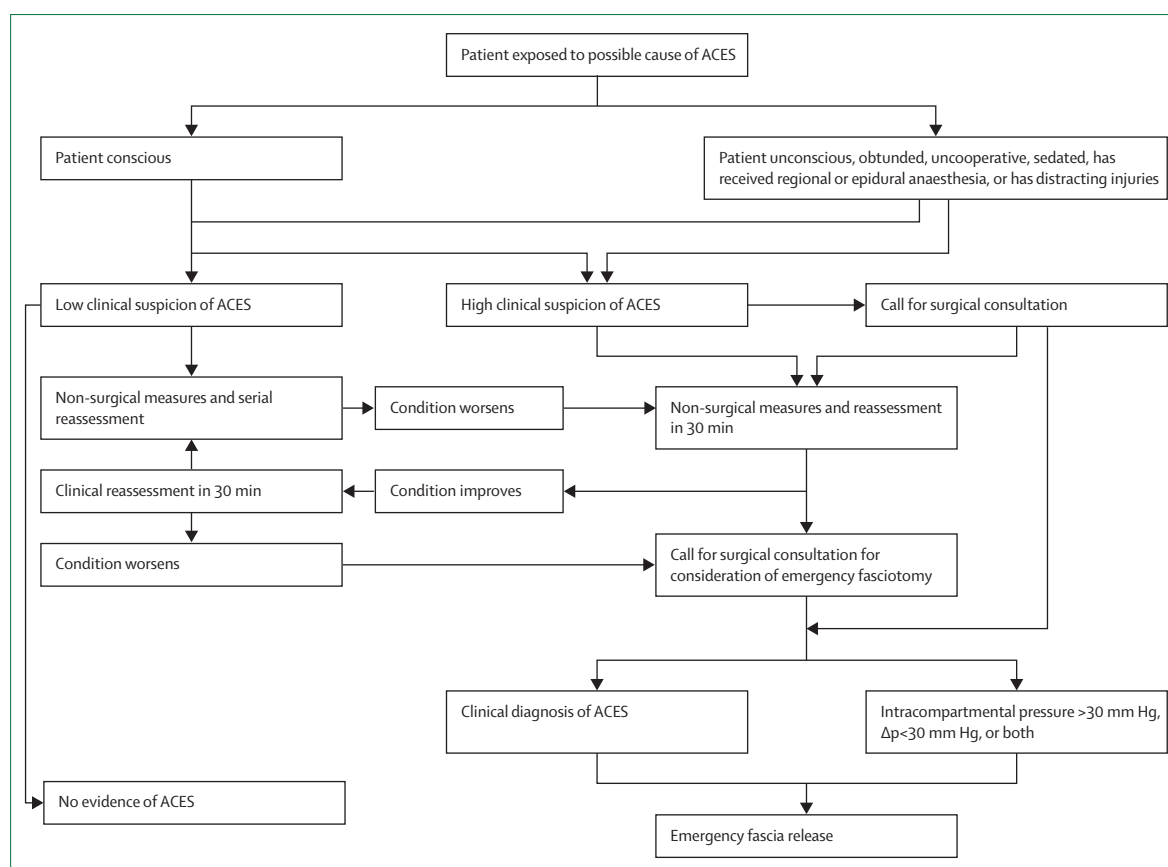 Patient exposed to possible cause of ACES
Patient conscious
Patient unconscious, obtunded, uncooperative, sedated, has
received regional or epidural anaesthesia, or has distracting injuries
Low clinical suspicion of ACES
High clinical suspicion of ACES
Call for surgical consultation
Non-surgical measures and serial
reassessment
Condition worsens
Non-surgical measures and reassessment
in 30 min
Clinical reassessment in 30 min
Condition improves
Condition worsens
Call for surgical consultation for
consideration of emergency fasciotomy
Clinical diagnosis of ACES
Intracompartmental pressure >30 mm Hg,
Δp<30 mm Hg, or both
No evidence of ACES
Emergency fascia release